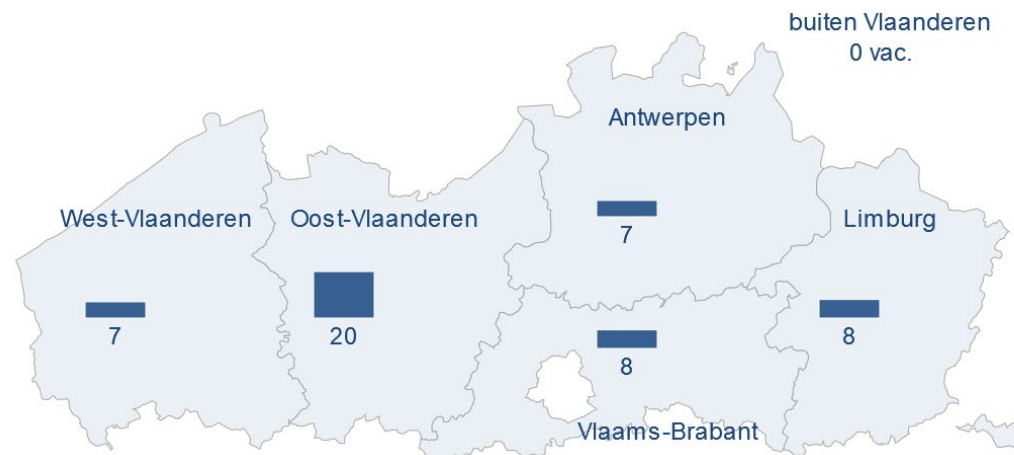 buiten Vlaanderen
0 vac.
Antwerpen
7
West-Vlaanderen
7
Oost-Vlaanderen
20
Limburg
8
8
Vlaams-Brabant